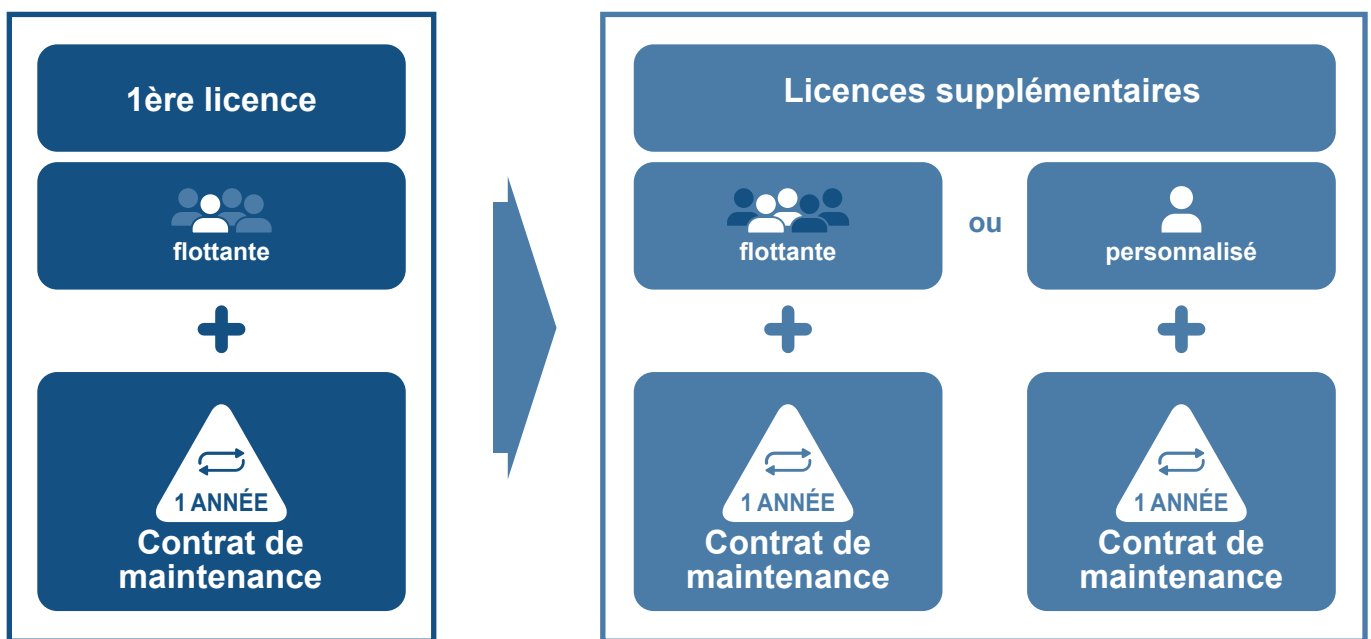 1ère licence
flottante
1 ANNÉE
Contrat de
maintenance
Licences supplémentaires
flottante
ou
personnalisé
1 ANNÉE
Contrat de
maintenance
1 ANNÉE
Contrat de
maintenance